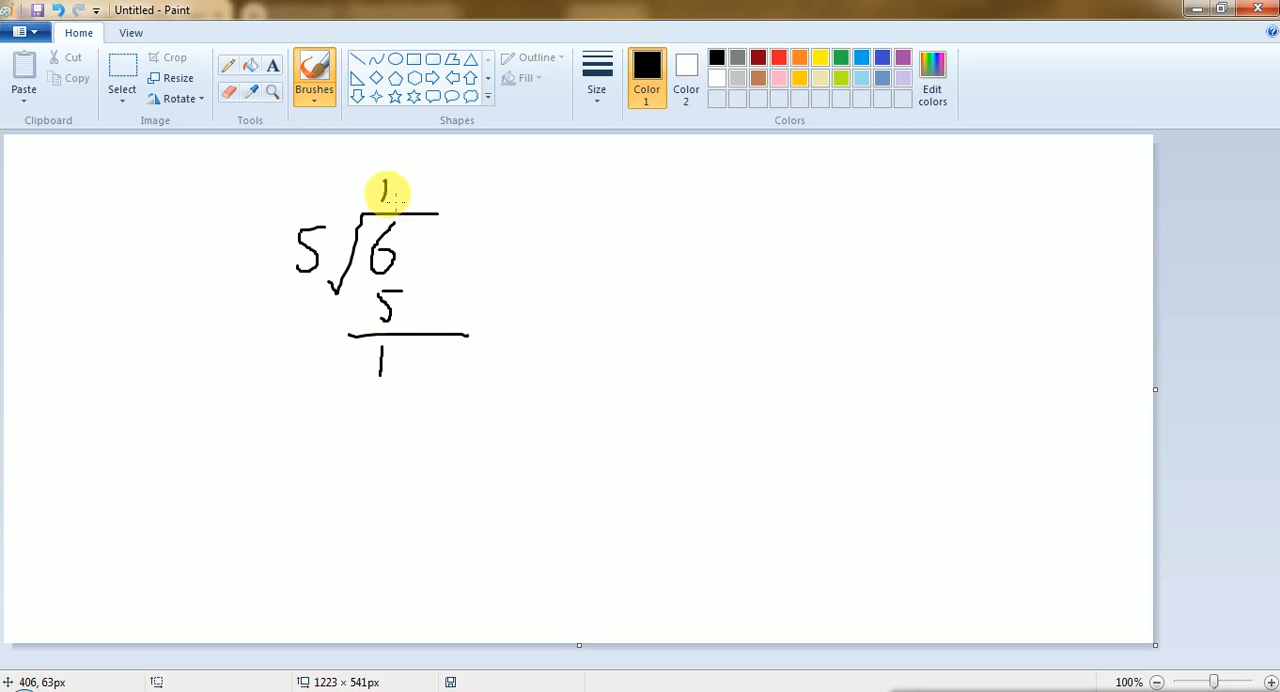 Untitled - Paint
Home View
Cut
Copy
Paste
Clipboard
Crop
Resize
Rotate
Select
Image
A
Tools
Brushes
Outline
Fill
Shapes
Size
Color 1
Color 2
Edit colors
Colors
1
5 6
5
1
406, 63px
1223 × 541px
100%